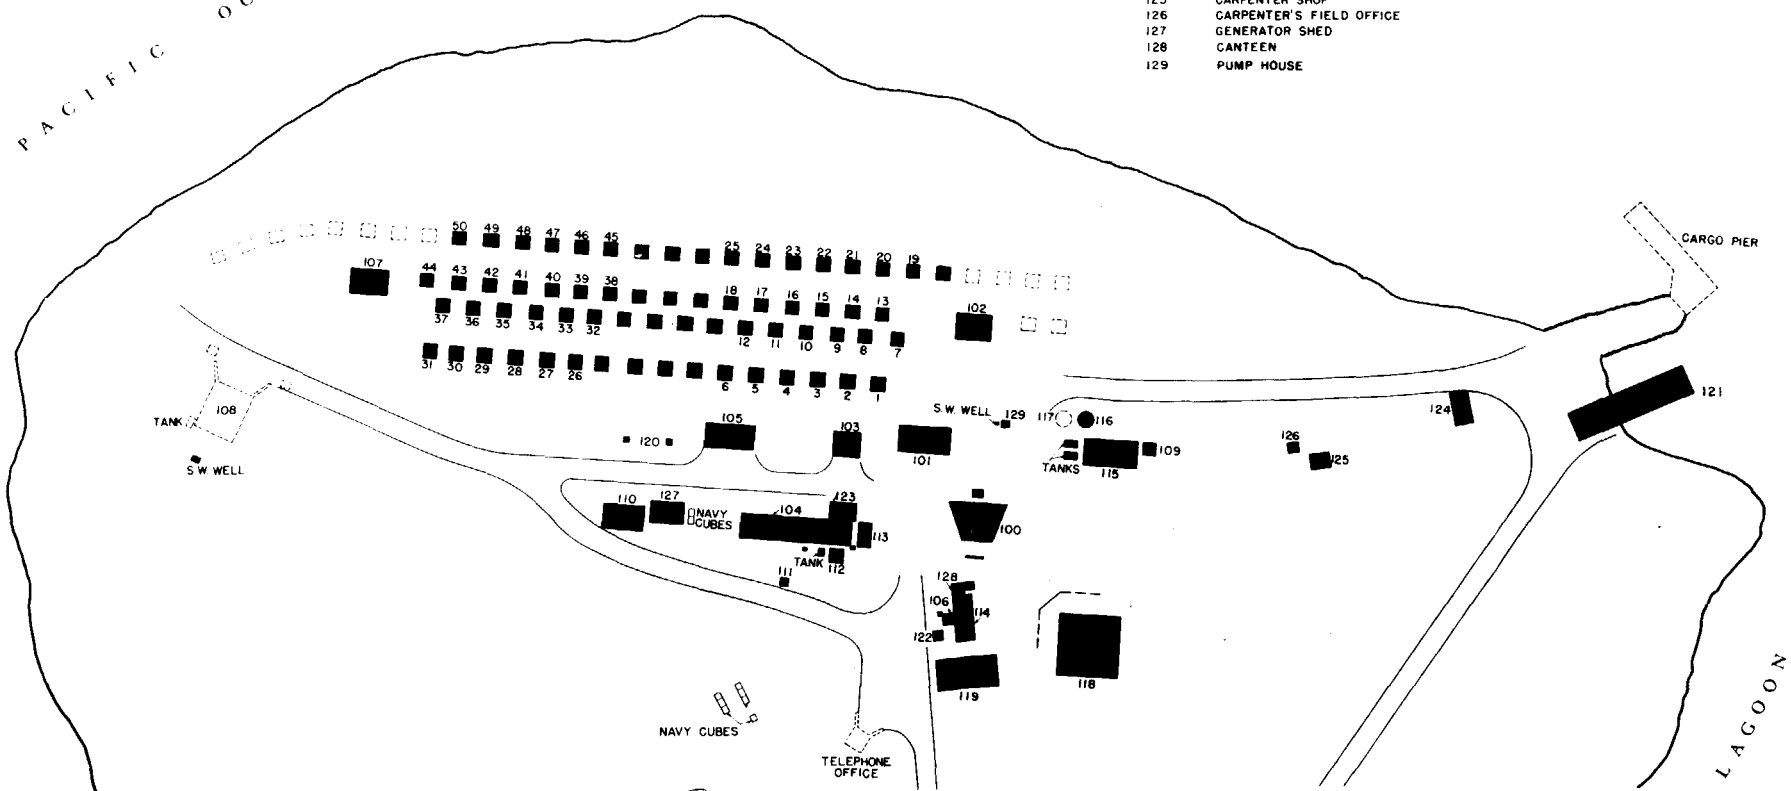 PACIFIC
125 CARPENTER SHOP
126 CARPENTER'S FIELD OFFICE
127 GENERATOR SHED
128 CANTEEN
129 PUMP HOUSE
CARGO PIER
50 49 48 47 46 45 25 24 23 22 21 20 19
107
44 43 42 41 40 39 38 18 17 16 15 14 13
102
37 36 35 34 33 32 12 11 10 9 8 7
31 30 29 28 27 26 6 5 4 3 2 1
121
108
TANK
S.W. WELL
120
105
103
101
S.W. WELL
129
117
116
TANKS
115
109
124
126
125
110
127
NAVY
CUBES
104
123
113
TANK
112
111
100
128
106
114
122
119
118
NAVY CUBES
TELEPHONE
OFFICE
LAGOON